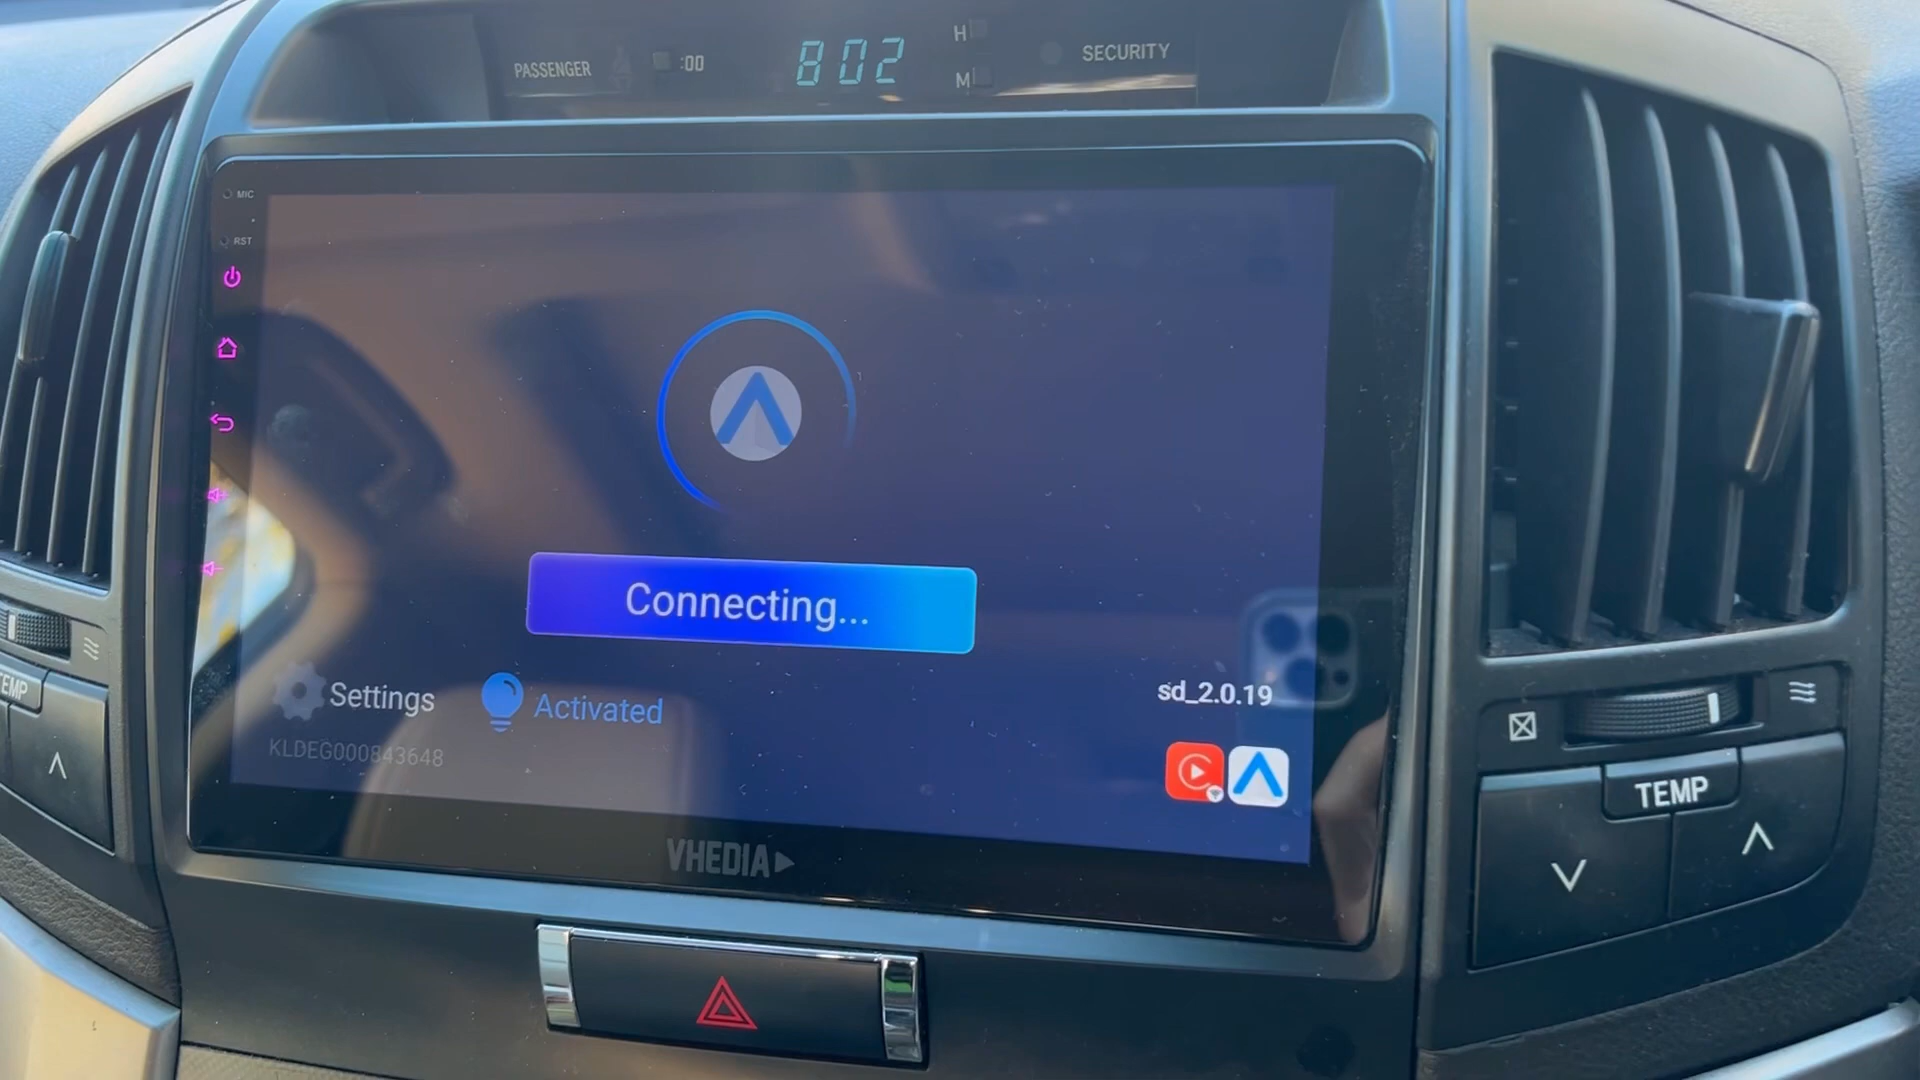 PASSENGER
:00
802
H
M
SECURITY
MIC
RST
Connecting...
Settings
Activated
sd_2.0.19
KLDEG000843648
VHEDIA
TEMP
TEMP